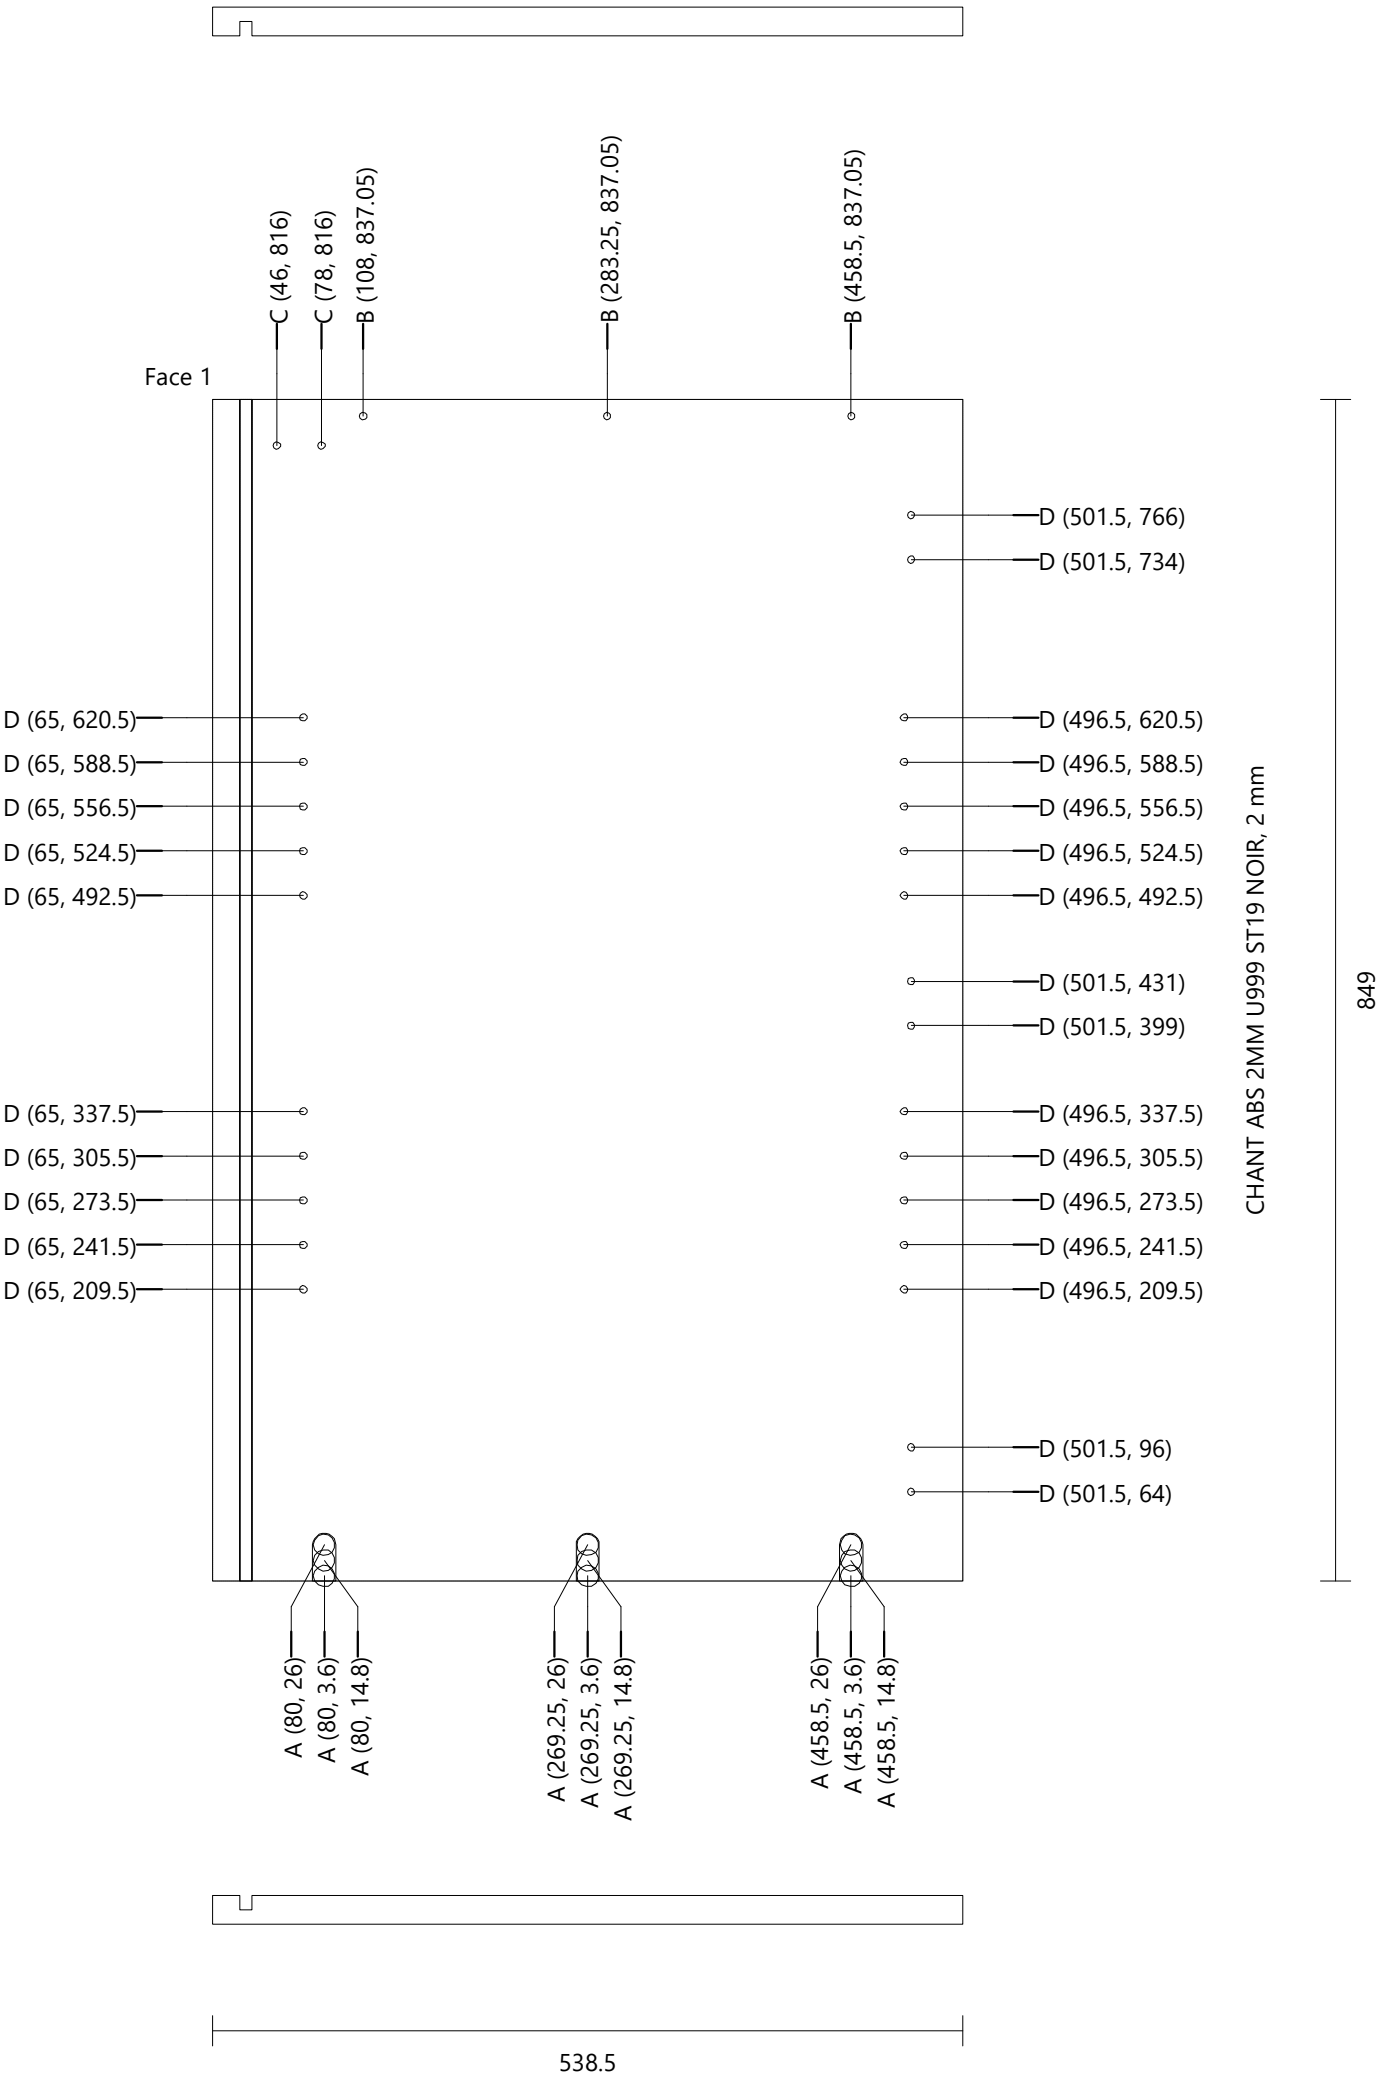 C (46, 816)
C (78, 816)
B (108, 837.05)
B (283.25, 837.05)
B (458.5, 837.05)
Face 1
D (501.5, 766)
D (501.5, 734)
D (65, 620.5)
D (496.5, 620.5)
D (65, 588.5)
D (496.5, 588.5)
D (65, 556.5)
D (496.5, 556.5)
D (65, 524.5)
D (496.5, 524.5)
D (65, 492.5)
D (496.5, 492.5)
D (501.5, 431)
D (501.5, 399)
CHANT ABS 2MM U999 ST19 NOIR, 2 mm
849
D (65, 337.5)
D (496.5, 337.5)
D (65, 305.5)
D (496.5, 305.5)
D (65, 273.5)
D (496.5, 273.5)
D (65, 241.5)
D (496.5, 241.5)
D (65, 209.5)
D (496.5, 209.5)
D (501.5, 96)
D (501.5, 64)
A (80, 26)
A (80, 3.6)
A (80, 14.8)
A (269.25, 26)
A (269.25, 3.6)
A (269.25, 14.8)
A (458.5, 26)
A (458.5, 3.6)
A (458.5, 14.8)
538.5